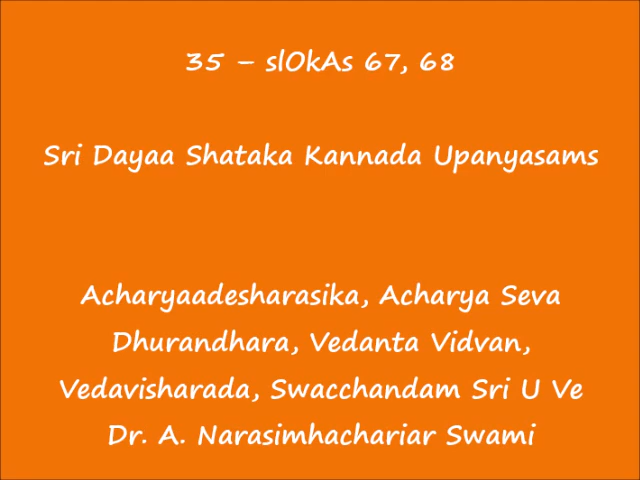 35 – slOkAs 67, 68
Sri Dayaa Shataka Kannada Upanyasams
Acharyaadesharasika, Acharya Seva
Dhurandhara, Vedanta Vidvan,
Vedavisharada, Swacchandam Sri U Ve
Dr. A. Narasimhachariar Swami